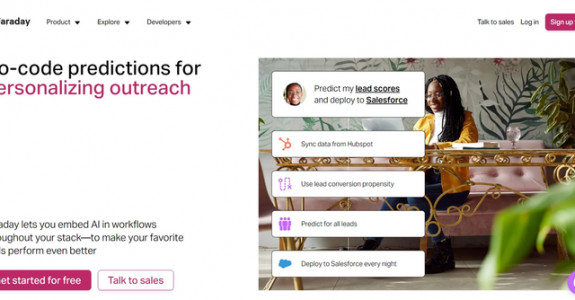 araday
Product
Explore
Developers
Talk to sales
Log in
Sign up
o-code predictions for
ersonalizing outreach
Predict my lead scores
and deploy to Salesforce
Sync data from Hubspot
Use lead conversion propensity
Predict for all leads
Deploy to Salesforce every night
aday lets you embed AI in workflows
oughout your stack—to make your favorite
ls perform even better
et started for free
Talk to sales